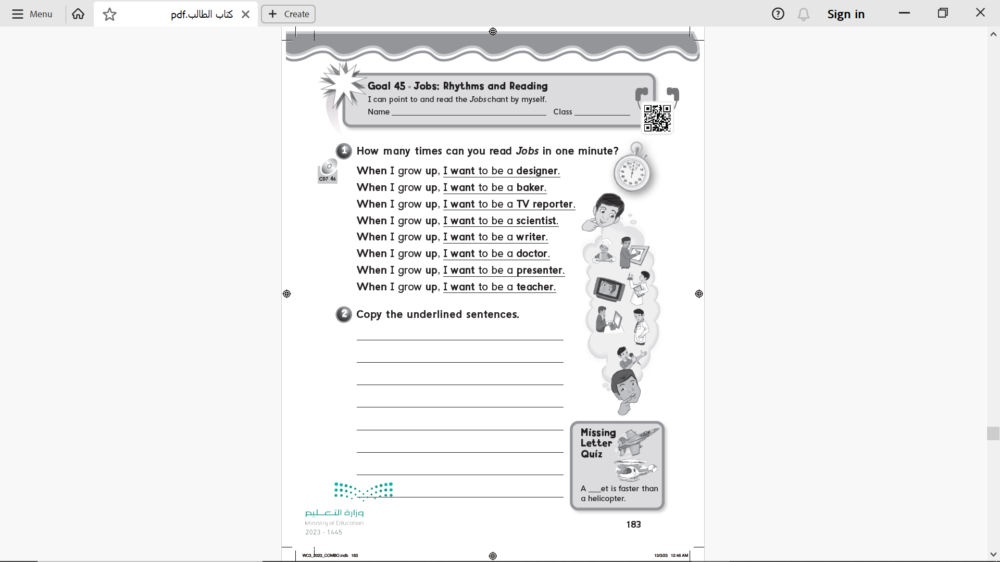 Menu
كتاب الطالب.pdf
Create
Sign in
Goal 45 • Jobs: Rhythms and Reading
I can point to and read the Jobs chant by myself.
Name ______ Class ______
1 How many times can you read Jobs in one minute?
CD7 46
When I grow up, I want to be a designer.
When I grow up, I want to be a baker.
When I grow up, I want to be a TV reporter.
When I grow up, I want to be a scientist.
When I grow up, I want to be a writer.
When I grow up, I want to be a doctor.
When I grow up, I want to be a presenter.
When I grow up, I want to be a teacher.
2 Copy the underlined sentences.
Missing
Letter
Quiz
A ___et is faster than
a helicopter.
وزارة التعليم
Ministry of Education
2023 - 1445
183
WC3_2023_COMBO.indb 183
13/3/23 12:46 AM